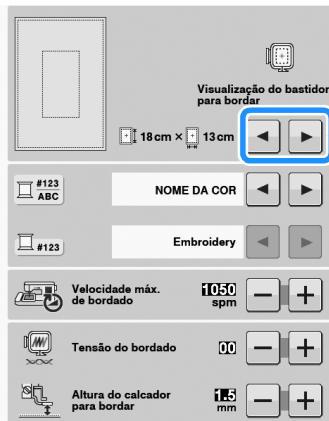 Visualização do bastidor
para bordar
18 cm × 13 cm
#123
ABC
NOME DA COR
#123
Embroidery
Velocidade máx.
de bordado
1050
spm
Tensão do bordado
00
Altura do calcador
para bordar
1.5
mm